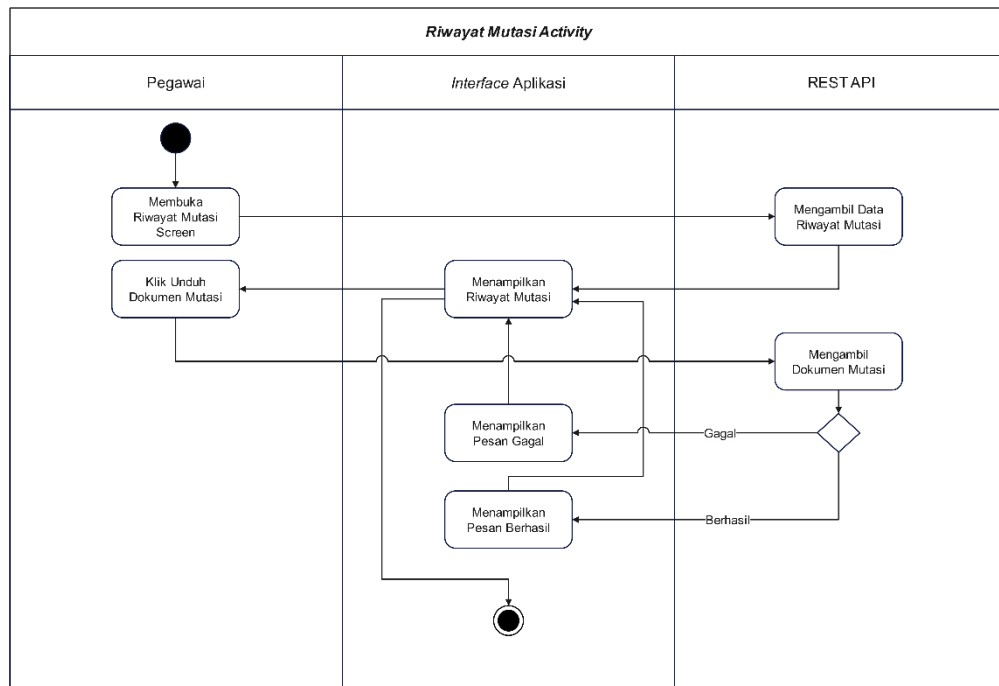 Riwayat Mutasi Activity
Pegawai
Interface Aplikasi
REST API
Membuka
Riwayat Mutasi
Screen
Mengambil Data
Riwayat Mutasi
Klik Unduh
Dokumen Mutasi
Menampilkan
Riwayat Mutasi
Mengambil
Dokumen Mutasi
Menampilkan
Pesan Gagal
Gagal
Menampilkan
Pesan Berhasil
Berhasil